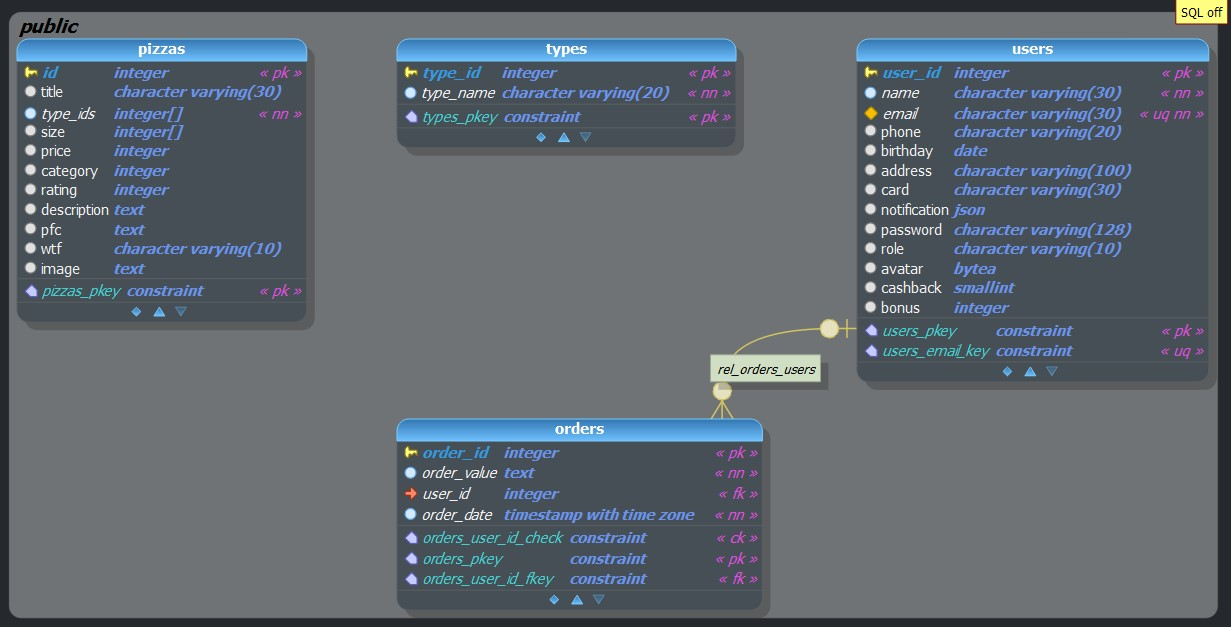 SQL off
public
pizzas
id integer « pk »
title character varying(30)
type_ids integer[] « nn »
size integer[]
price integer
category integer
rating integer
description text
pfc text
wtf character varying(10)
image text
pizzas_pkey constraint « pk »
types
type_id integer « pk »
type_name character varying(20) « nn »
types_pkey constraint « pk »
users
user_id integer « pk »
name character varying(30) « nn »
email character varying(30) « uq nn »
phone character varying(20)
birthday date
address character varying(100)
card character varying(30)
notification json
password character varying(128)
role character varying(10)
avatar bytea
cashback smallint
bonus integer
users_pkey constraint « pk »
users_email_key constraint « uq »
rel_orders_users
orders
order_id integer « pk »
order_value text « nn »
user_id integer « fk »
order_date timestamp with time zone « nn »
orders_user_id_check constraint « ck »
orders_pkey constraint « pk »
orders_user_id_fkey constraint « fk »